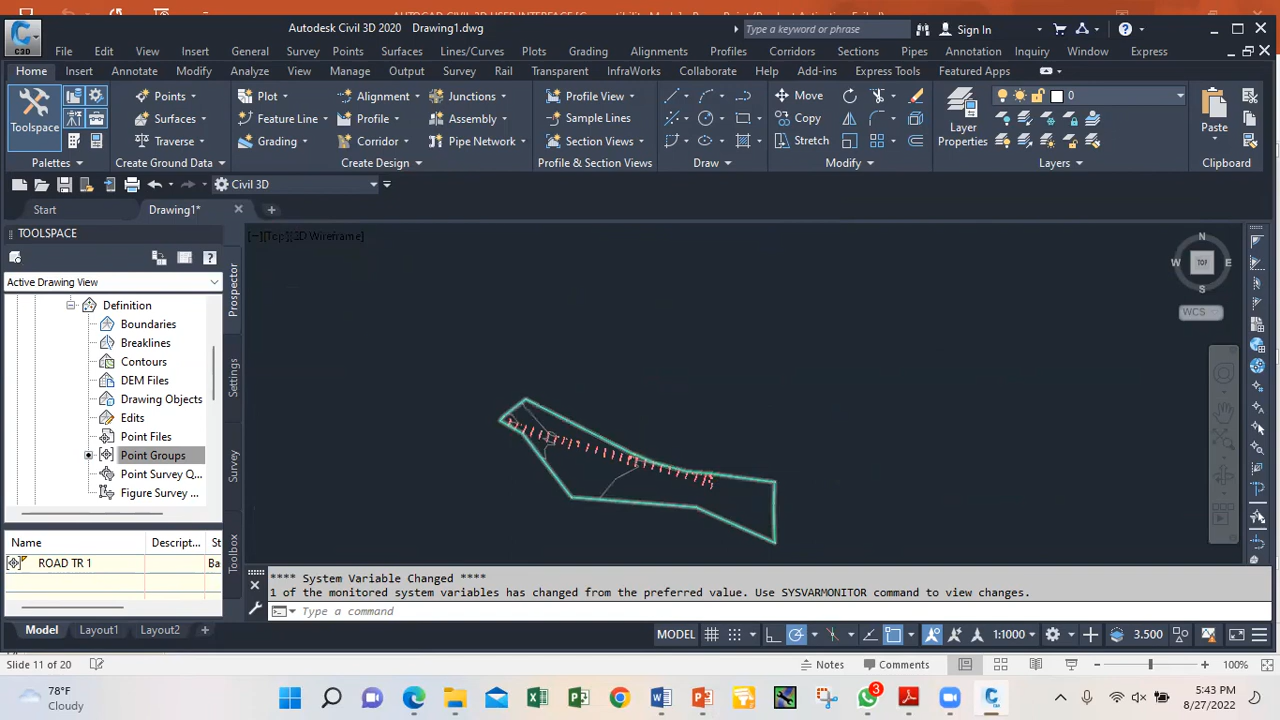 Autodesk Civil 3D 2020 Drawing1.dwg
Type a keyword or phrase
Sign In
File Edit View Insert General Survey Points Surfaces Lines/Curves Plots Grading Alignments Profiles Corridors Sections Pipes Annotation Inquiry Window Express
Home Insert Annotate Modify Analyze View Manage Output Survey Rail Transparent InfraWorks Collaborate Help Add-ins Express Tools Featured Apps
Points Plot Alignment Junctions Profile View Move Copy Stretch 0
Toolspace Surfaces Feature Line Profile Assembly Sample Lines
Layer Properties Paste
Traverse Grading Corridor Pipe Network Section Views
Palettes Create Ground Data Create Design Profile & Section Views Draw Modify Layers Clipboard
Civil 3D
Start Drawing1*
TOOLSPACE
Active Drawing View
Definition
Boundaries
Breaklines
Contours
DEM Files
Drawing Objects
Edits
Point Files
Point Groups
Point Survey Q...
Figure Survey ...
Name Descript... St
ROAD TR 1 Ba
Prospector
Settings
Survey
Toolbox
[−][Top][2D Wireframe]
N
W TOP E
S
WCS
**** System Variable Changed ****
1 of the monitored system variables has changed from the preferred value. Use SYSVARMONITOR command to view changes.
Type a command
Model Layout1 Layout2 +
MODEL 1:1000 3.500
Slide 11 of 20 Notes Comments 100%
78°F
Cloudy
3
5:43 PM
8/27/2022